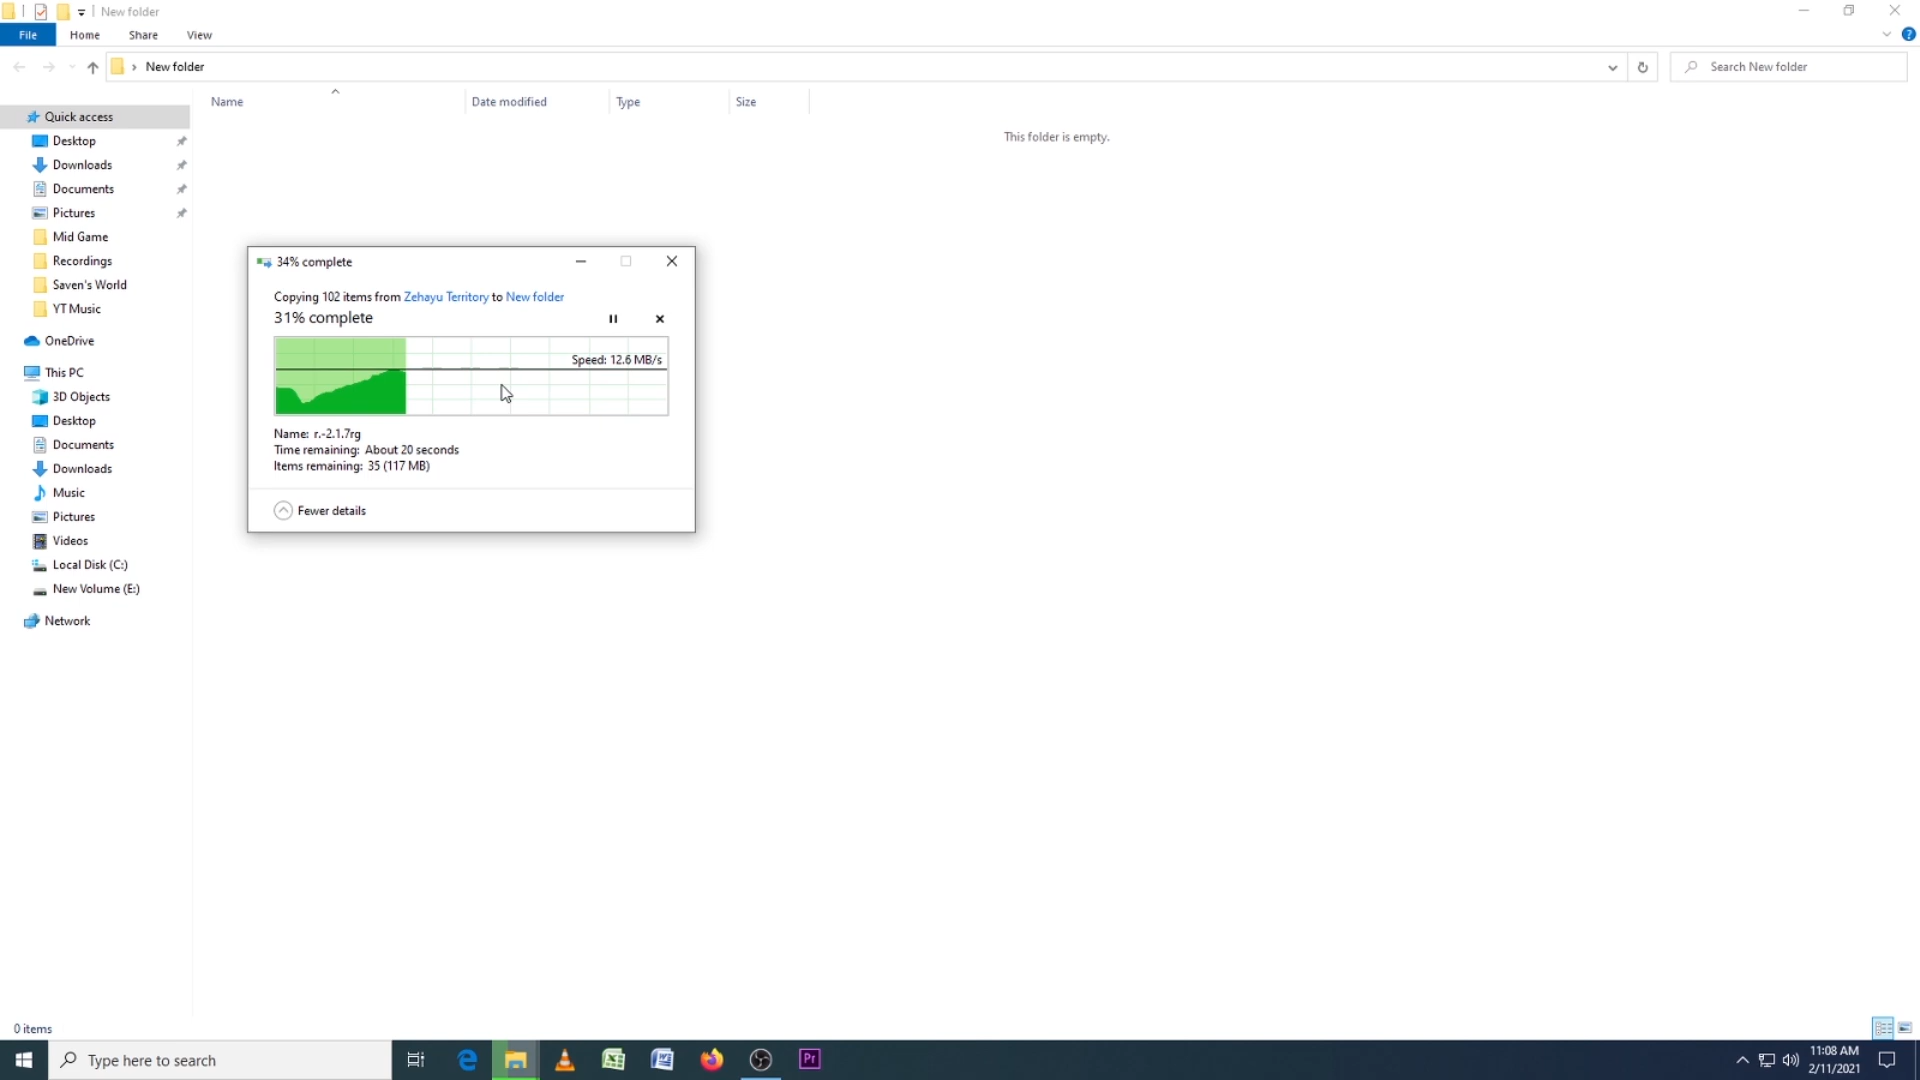 New folder
File Home Share View
New folder
Search New folder
Name Date modified Type Size
This folder is empty.
Quick access
Desktop
Downloads
Documents
Pictures
Mid Game
Recordings
Saven's World
YT Music
OneDrive
This PC
3D Objects
Desktop
Documents
Downloads
Music
Pictures
Videos
Local Disk (C:)
New Volume (E:)
Network
34% complete
Copying 102 items from Zehayu Territory to New folder
31% complete
Speed: 12.6 MB/s
Name: r.-2.1.7rg
Time remaining: About 20 seconds
Items remaining: 35 (117 MB)
Fewer details
0 items
Type here to search
Pr
11:08 AM
2/11/2021